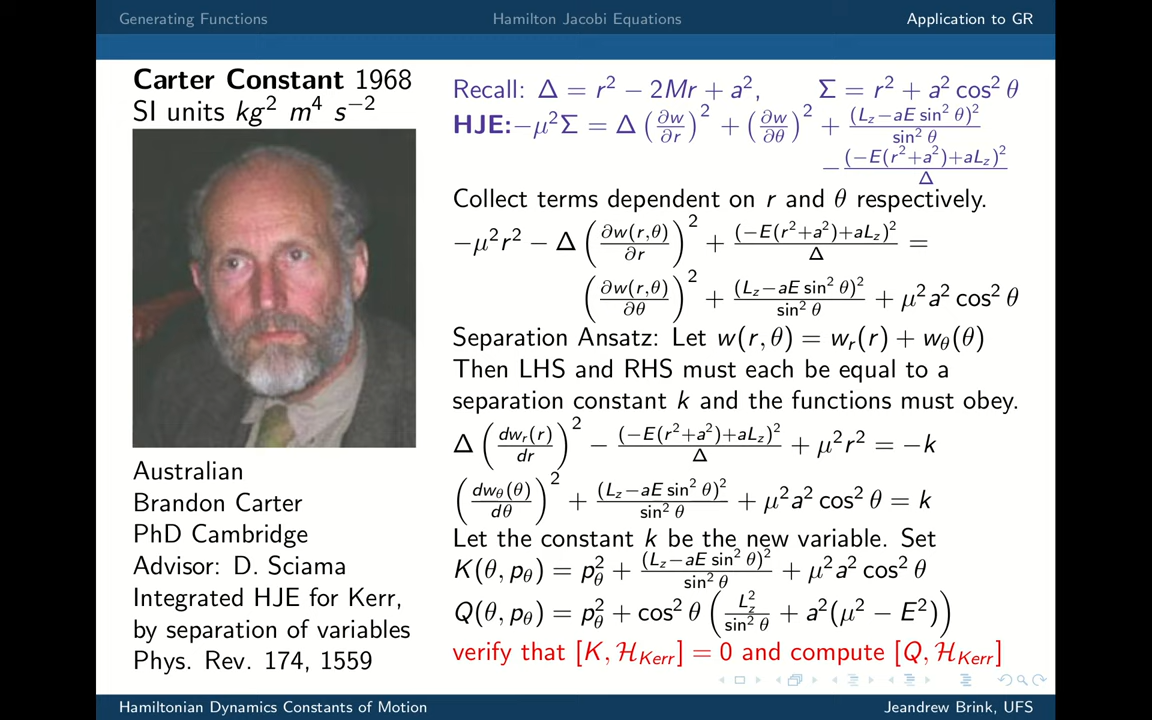 Generating Functions Hamilton Jacobi Equations Application to GR
Carter Constant 1968
SI units kg² m⁴ s⁻²
Australian
Brandon Carter
PhD Cambridge
Advisor: D. Sciama
Integrated HJE for Kerr,
by separation of variables
Phys. Rev. 174, 1559
Recall: Δ = r² − 2Mr + a², Σ = r² + a² cos² θ
HJE: −μ²Σ = Δ (∂w/∂r)² + (∂w/∂θ)² + (L_z−aE sin² θ)²/sin² θ
− (−E(r²+a²)+aL_z)²/Δ
Collect terms dependent on r and θ respectively.
−μ²r² − Δ (∂w(r,θ)/∂r)² + (−E(r²+a²)+aL_z)²/Δ =
(∂w(r,θ)/∂θ)² + (L_z−aE sin² θ)²/sin² θ + μ²a² cos² θ
Separation Ansatz: Let w(r, θ) = w_r(r) + w_θ(θ)
Then LHS and RHS must each be equal to a
separation constant k and the functions must obey.
Δ (dw_r(r)/dr)² − (−E(r²+a²)+aL_z)²/Δ + μ²r² = −k
(dw_θ(θ)/dθ)² + (L_z−aE sin² θ)²/sin² θ + μ²a² cos² θ = k
Let the constant k be the new variable. Set
K(θ, p_θ) = p_θ² + (L_z−aE sin² θ)²/sin² θ + μ²a² cos² θ
Q(θ, p_θ) = p_θ² + cos² θ (L_z²/sin² θ + a²(μ² − E²))
verify that [K, H_Kerr] = 0 and compute [Q, H_Kerr]
Hamiltonian Dynamics Constants of Motion Jeandrew Brink, UFS